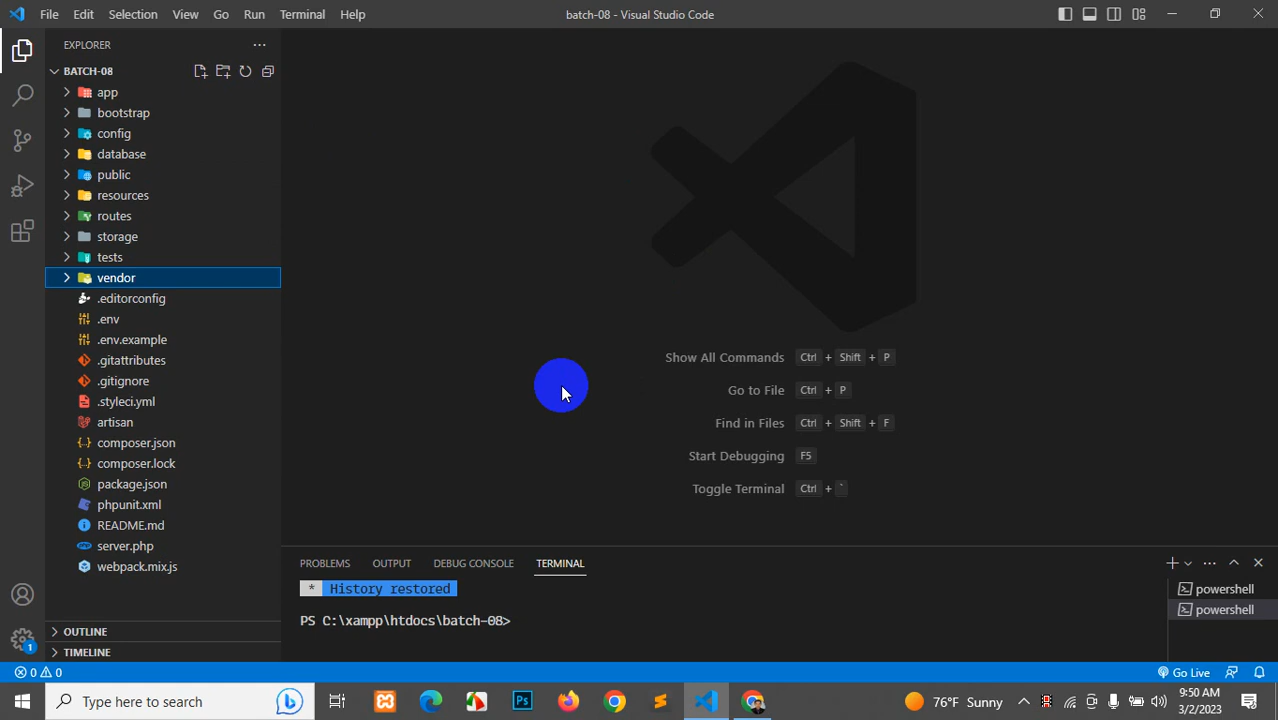 File Edit Selection View Go Run Terminal Help batch-08 - Visual Studio Code
EXPLORER
BATCH-08
app
bootstrap
config
database
public
resources
routes
storage
tests
vendor
.editorconfig
.env
.env.example
.gitattributes
.gitignore
.styleci.yml
artisan
composer.json
composer.lock
package.json
phpunit.xml
README.md
server.php
webpack.mix.js
OUTLINE
TIMELINE
Show All Commands Ctrl + Shift + P
Go to File Ctrl + P
Find in Files Ctrl + Shift + F
Start Debugging F5
Toggle Terminal Ctrl + `
PROBLEMS OUTPUT DEBUG CONSOLE TERMINAL
* History restored
PS C:\xampp\htdocs\batch-08>
powershell
powershell
1
0 0 Go Live
Type here to search
Ps
76°F Sunny
9:50 AM
3/2/2023